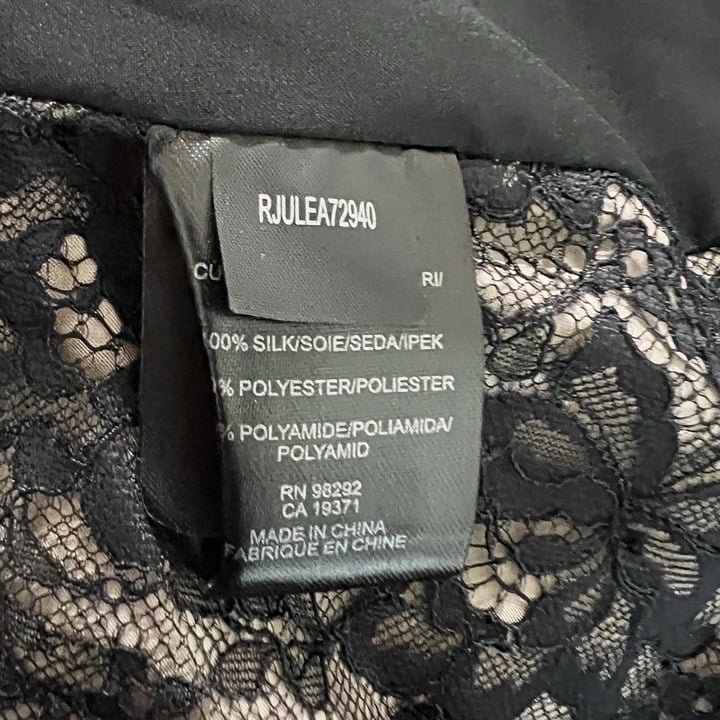 RJULEA72940
CU RI/
00% SILK/SOIE/SEDA/IPEK
% POLYESTER/POLIESTER
% POLYAMIDE/POLIAMIDA/
POLYAMID
RN 98292
CA 19371
MADE IN CHINA
FABRIQUE EN CHINE